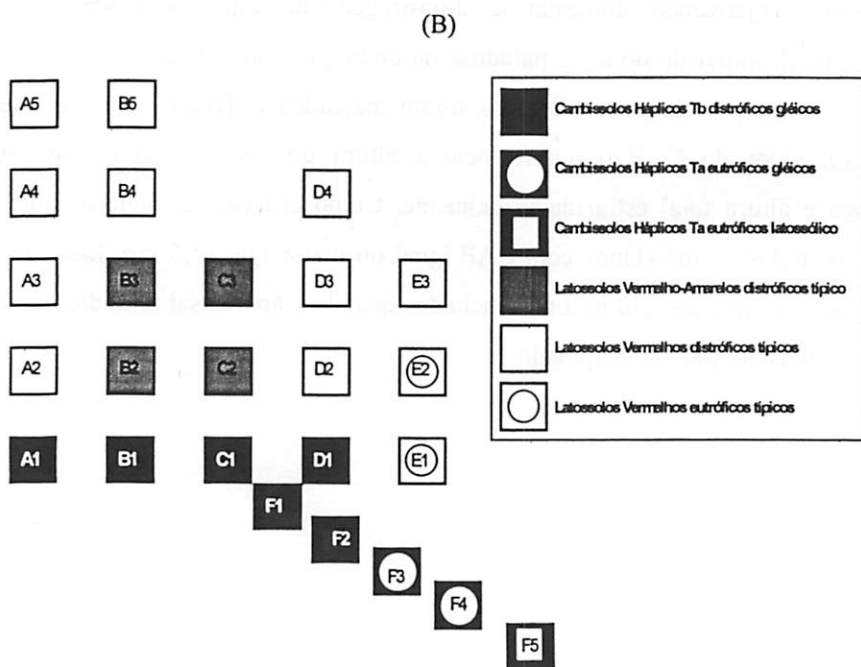 (B)
A5 B5
A4 B4 D4
A3 B3 C3 D3 E3
A2 B2 C2 D2 E2
A1 B1 C1 D1 E1
F1
F2
F3
F4
F5
Cambissolos Háplicos Tb distróficos gléicos
Cambissolos Háplicos Ta eutróficos gléicos
Cambissolos Háplicos Ta eutróficos latossólico
Latossolos Vermelho-Amarelos distróficos típico
Latossolos Vermelhos distróficos típicos
Latossolos Vermelhos eutróficos típicos